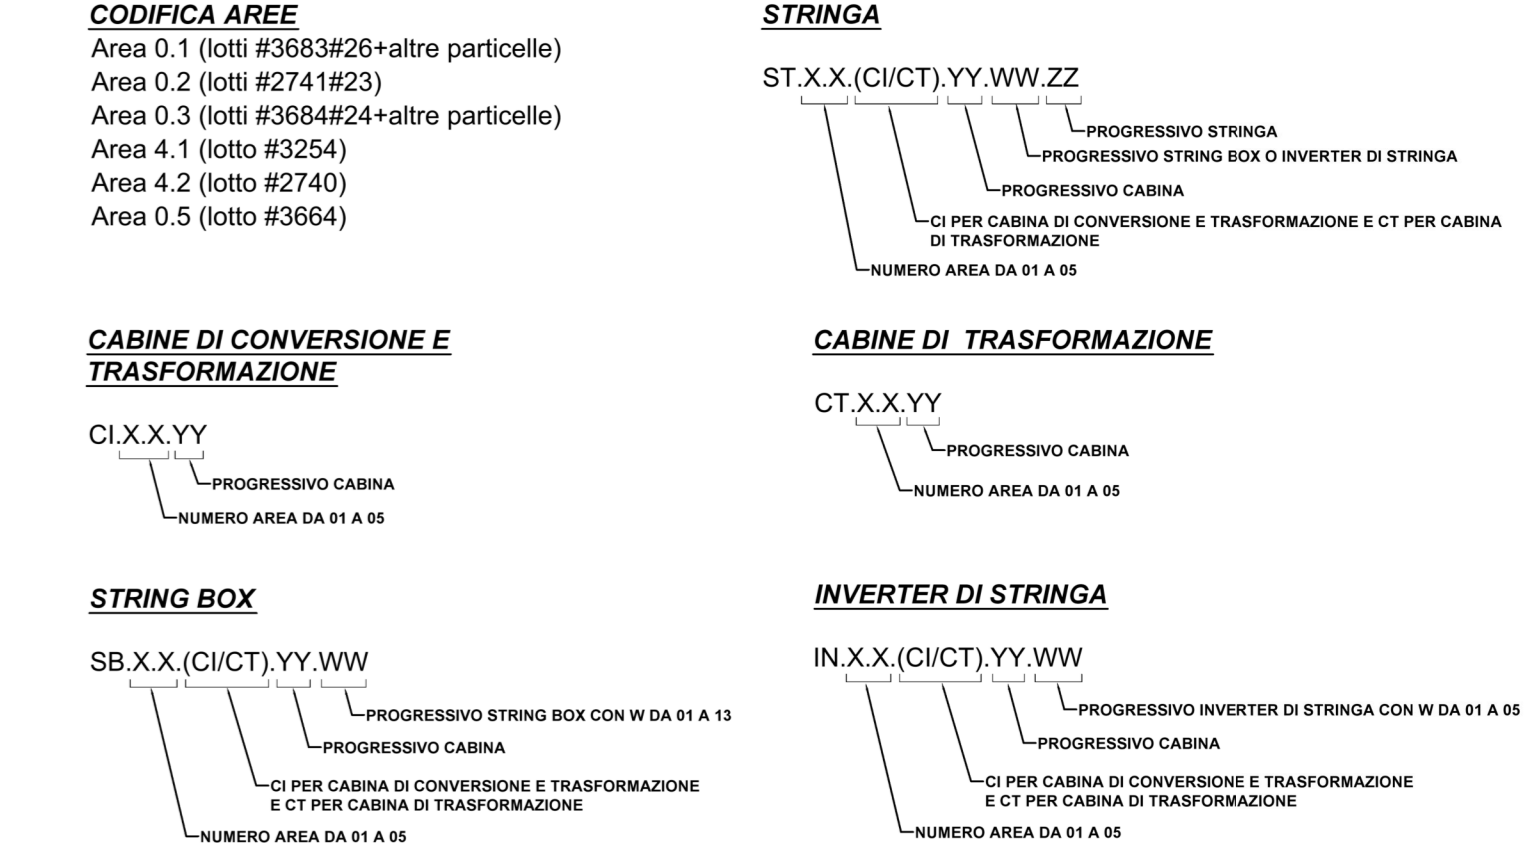 CODIFICA AREE
Area 0.1 (lotti #3683#26+altre particelle)
Area 0.2 (lotti #2741#23)
Area 0.3 (lotti #3684#24+altre particelle)
Area 4.1 (lotto #3254)
Area 4.2 (lotto #2740)
Area 0.5 (lotto #3664)
STRINGA
ST.X.X.(CI/CT).YY.WW.ZZ
PROGRESSIVO STRINGA
PROGRESSIVO STRING BOX O INVERTER DI STRINGA
PROGRESSIVO CABINA
CI PER CABINA DI CONVERSIONE E TRASFORMAZIONE E CT PER CABINA
DI TRASFORMAZIONE
NUMERO AREA DA 01 A 05
CABINE DI CONVERSIONE E
TRASFORMAZIONE
CI.X.X.YY
PROGRESSIVO CABINA
NUMERO AREA DA 01 A 05
CABINE DI TRASFORMAZIONE
CT.X.X.YY
PROGRESSIVO CABINA
NUMERO AREA DA 01 A 05
STRING BOX
SB.X.X.(CI/CT).YY.WW
PROGRESSIVO STRING BOX CON W DA 01 A 13
PROGRESSIVO CABINA
CI PER CABINA DI CONVERSIONE E TRASFORMAZIONE
E CT PER CABINA DI TRASFORMAZIONE
NUMERO AREA DA 01 A 05
INVERTER DI STRINGA
IN.X.X.(CI/CT).YY.WW
PROGRESSIVO INVERTER DI STRINGA CON W DA 01 A 05
PROGRESSIVO CABINA
CI PER CABINA DI CONVERSIONE E TRASFORMAZIONE
E CT PER CABINA DI TRASFORMAZIONE
NUMERO AREA DA 01 A 05